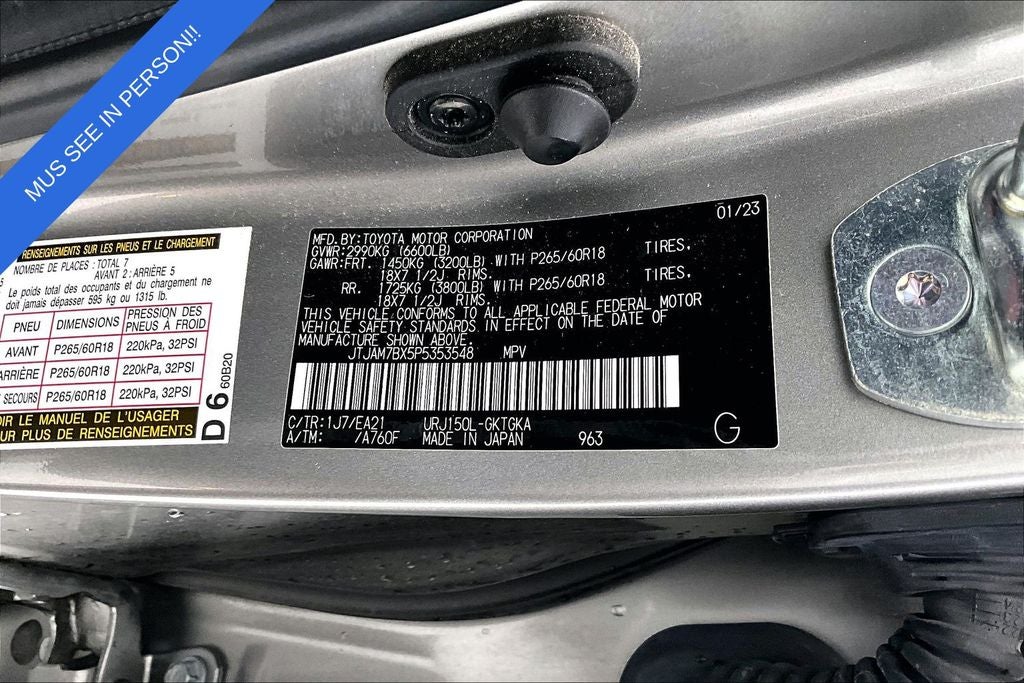 MUS SEE IN PERSON!!
01/23
MFD.BY:TOYOTA MOTOR CORPORATION
GVWR:2990KG (6600LB)
GAWR:FRT. 1450KG (3200LB) WITH P265/60R18 TIRES,
18X7 1/2J RIMS.
RR. 1725KG (3800LB) WITH P265/60R18 TIRES,
18X7 1/2J RIMS.
THIS VEHICLE CONFORMS TO ALL APPLICABLE FEDERAL MOTOR
VEHICLE SAFETY STANDARDS IN EFFECT ON THE DATE OF
MANUFACTURE SHOWN ABOVE.
JTJAM7BX5P5353548 MPV
C/TR:1J7/EA21 URJ150L-GKTGKA
A/TM: /A760F MADE IN JAPAN 963
G
RENSEIGNEMENTS SUR LES PNEUS ET LE CHARGEMENT
NOMBRE DE PLACES :TOTAL 7
AVANT 2: ARRIÈRE 5
Le poids total des occupants et du chargement ne
doit jamais dépasser 595 kg ou 1315 lb.
PNEU DIMENSIONS PRESSION DES PNEUS À FROID
AVANT P265/60R18 220kPa, 32PSI
ARRIÈRE P265/60R18 220kPa, 32PSI
SECOURS P265/60R18 220kPa, 32PSI
LE MANUEL DE L'USAGER
PLUS DE RENSEIGNEMENTS
D 6 60B20